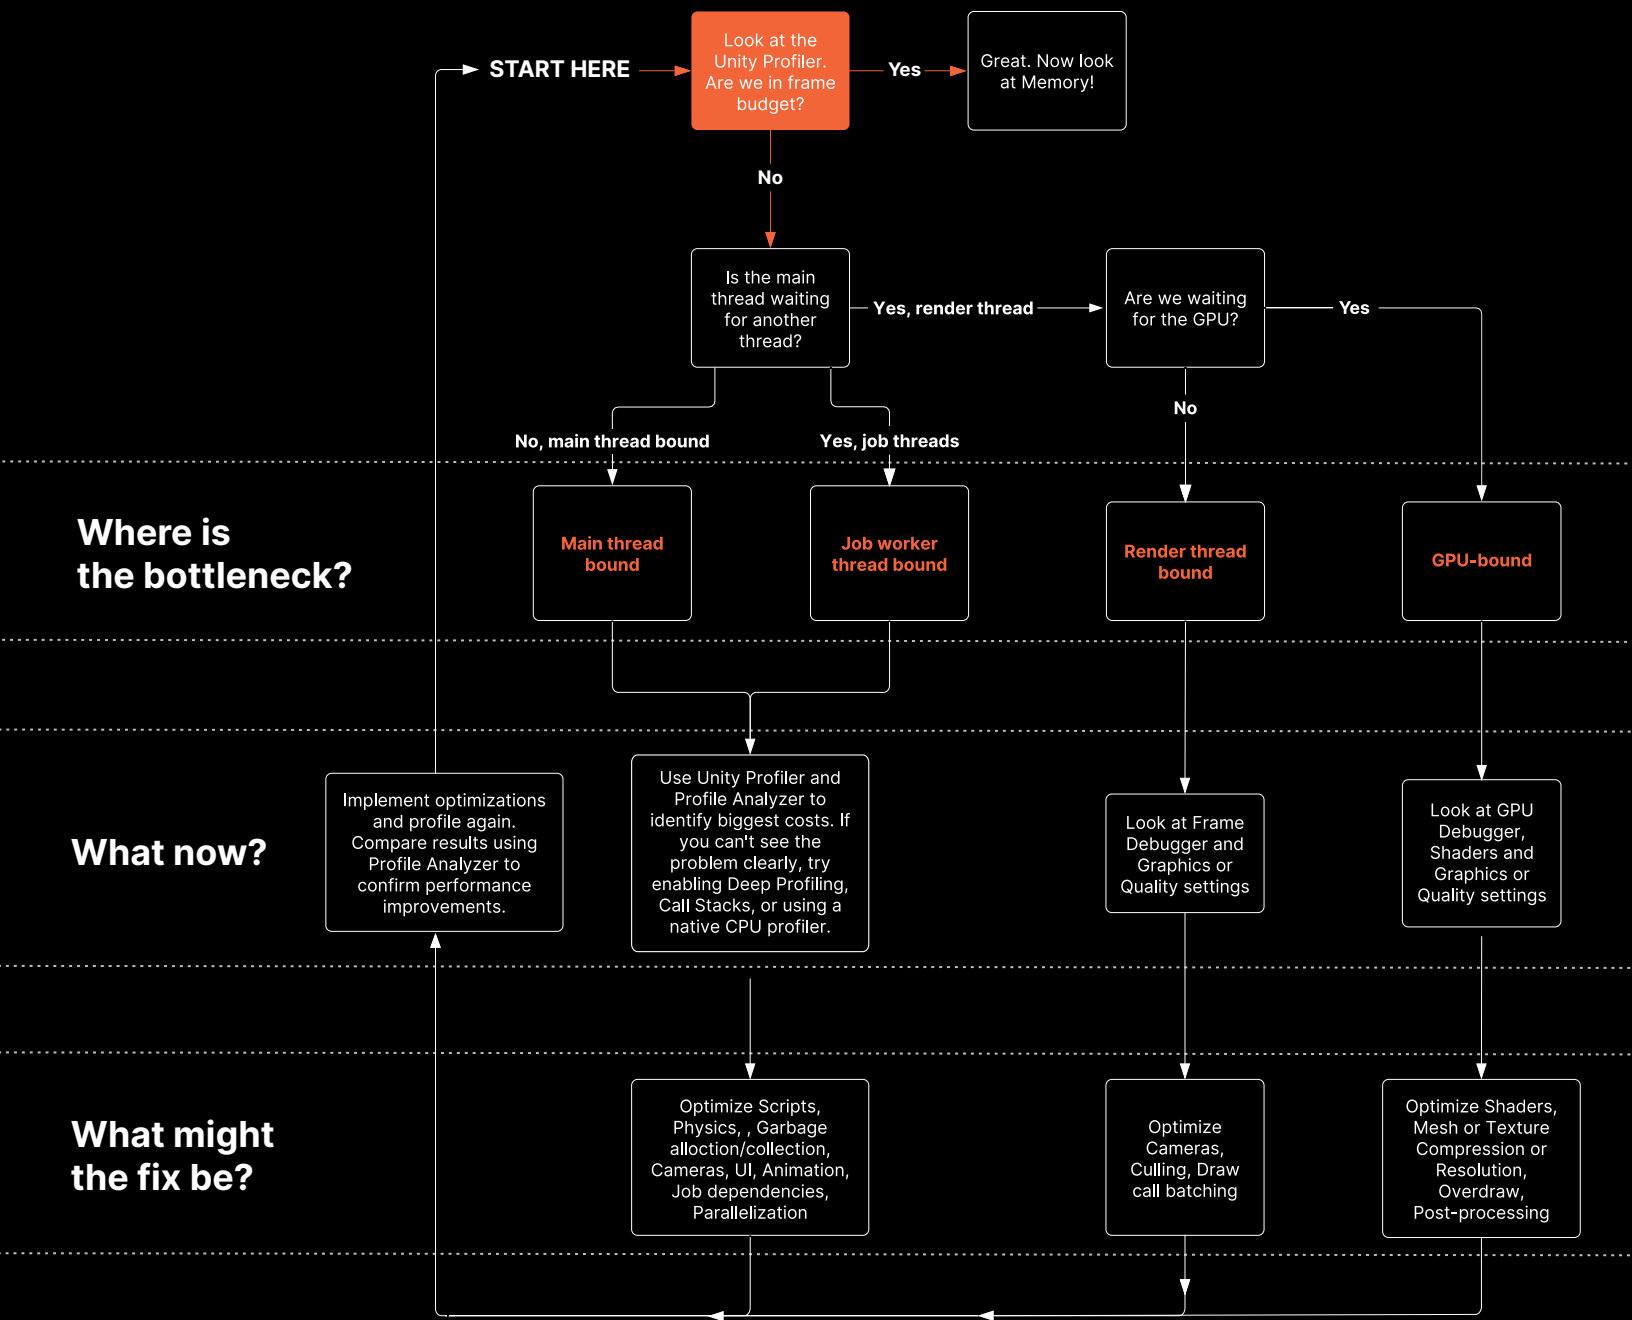 START HERE
Look at the
Unity Profiler.
Are we in frame
budget?
Yes
Great. Now look
at Memory!
No
Is the main
thread waiting
for another
thread?
Yes, render thread
Are we waiting
for the GPU?
Yes
No
No, main thread bound
Yes, job threads
Where is
the bottleneck?
Main thread
bound
Job worker
thread bound
Render thread
bound
GPU-bound
What now?
Implement optimizations
and profile again.
Compare results using
Profile Analyzer to
confirm performance
improvements.
Use Unity Profiler and
Profile Analyzer to
identify biggest costs. If
you can't see the
problem clearly, try
enabling Deep Profiling,
Call Stacks, or using a
native CPU profiler.
Look at Frame
Debugger and
Graphics or
Quality settings
Look at GPU
Debugger,
Shaders and
Graphics or
Quality settings
What might
the fix be?
Optimize Scripts,
Physics, , Garbage
alloction/collection,
Cameras, UI, Animation,
Job dependencies,
Parallelization
Optimize
Cameras,
Culling, Draw
call batching
Optimize Shaders,
Mesh or Texture
Compression or
Resolution,
Overdraw,
Post-processing